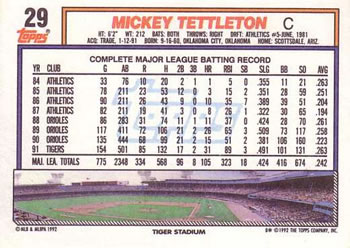 29
Topps
MICKEY TETTLETON C
HT: 6'2" WT: 212 BATS: BOTH THROWS: RIGHT DRFT: ATHLETICS #5-JUNE, 1981
ACQ: TRADE, 1-12-91 BORN: 9-16-60, OKLAHOMA CITY, OKLAHOMA HOME: SCOTTSDALE, ARIZ.
COMPLETE MAJOR LEAGUE BATTING RECORD
YR CLUB G AB R H 2B 3B HR RBI SB SLG BB SO AVG
84 ATHLETICS 33 76 10 20 2 1 1 5 0 .355 11 21 .263
85 ATHLETICS 78 211 23 53 12 0 3 15 2 .351 28 59 .251
86 ATHLETICS 90 211 26 43 9 0 10 35 7 .389 39 51 .204
87 ATHLETICS 82 211 19 41 3 0 8 26 1 .322 30 65 .194
88 ORIOLES 86 283 31 74 11 1 11 37 0 .424 28 70 .261
89 ORIOLES 117 411 72 106 21 2 26 65 3 .509 73 117 .258
90 ORIOLES 135 444 68 99 21 2 15 51 2 .381 106 160 .223
91 TIGERS 154 501 85 132 17 2 31 89 3 .491 101 131 .263
MAJ. LEA. TOTALS 775 2348 334 568 96 8 105 323 18 .424 416 674 .242
TIGER STADIUM
©MLB & MLBPA 1992
D* ©1992 THE TOPPS COMPANY, INC.